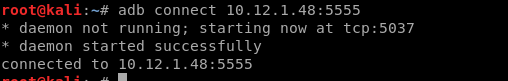 root@kali:~# adb connect 10.12.1.48:5555
* daemon not running; starting now at tcp:5037
* daemon started successfully
connected to 10.12.1.48:5555
root@kali:~#